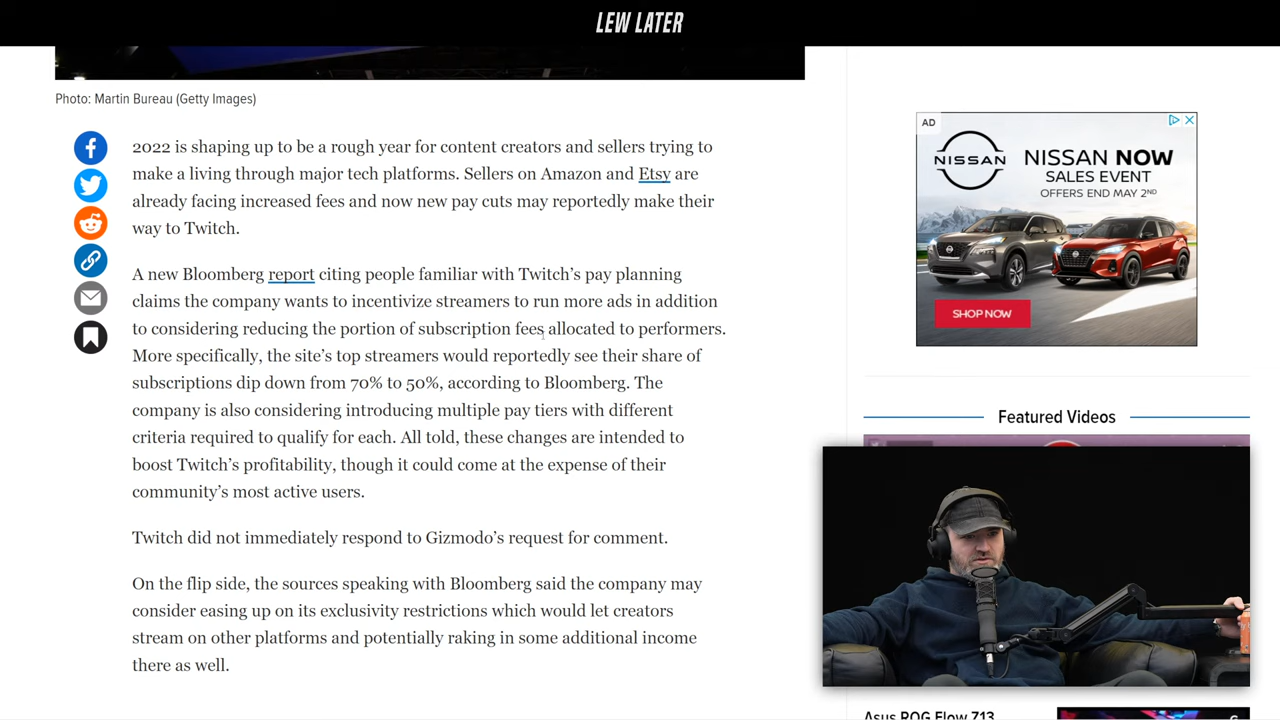 LEW LATER
Photo: Martin Bureau (Getty Images)
2022 is shaping up to be a rough year for content creators and sellers trying to
make a living through major tech platforms. Sellers on Amazon and Etsy are
already facing increased fees and now new pay cuts may reportedly make their
way to Twitch.
A new Bloomberg report citing people familiar with Twitch's pay planning
claims the company wants to incentivize streamers to run more ads in addition
to considering reducing the portion of subscription fees allocated to performers.
More specifically, the site's top streamers would reportedly see their share of
subscriptions dip down from 70% to 50%, according to Bloomberg. The
company is also considering introducing multiple pay tiers with different
criteria required to qualify for each. All told, these changes are intended to
boost Twitch's profitability, though it could come at the expense of their
community's most active users.
Twitch did not immediately respond to Gizmodo's request for comment.
On the flip side, the sources speaking with Bloomberg said the company may
consider easing up on its exclusivity restrictions which would let creators
stream on other platforms and potentially raking in some additional income
there as well.
AD
NISSAN
NISSAN NOW
SALES EVENT
OFFERS END MAY 2ND
SHOP NOW
Featured Videos
Asus ROG Flow Z13